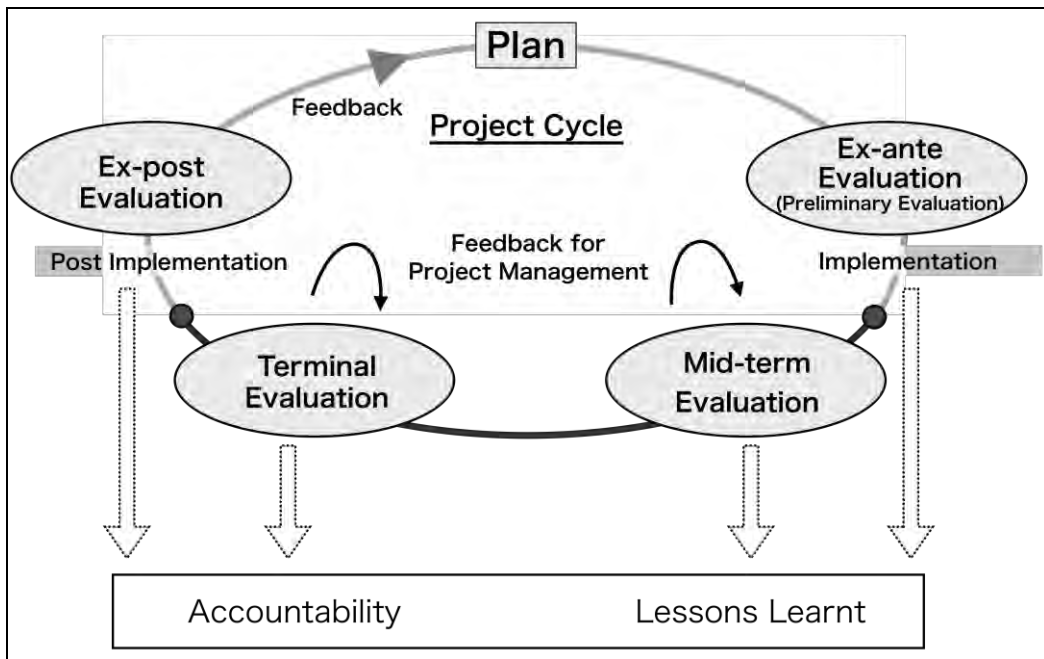 Plan
Feedback
Project Cycle
Ex-post
Evaluation
Ex-ante
Evaluation
(Preliminary Evaluation)
Post Implementation
Feedback for
Project Management
Implementation
Terminal
Evaluation
Mid-term
Evaluation
Accountability
Lessons Learnt